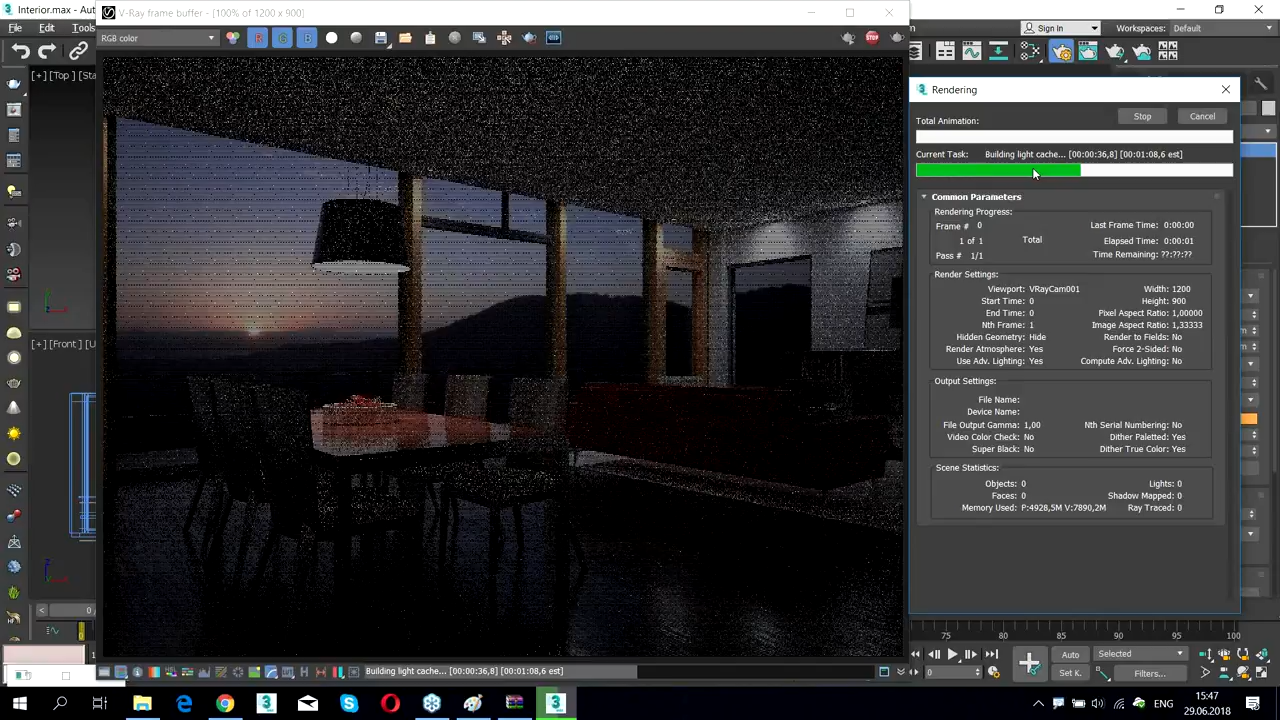 Interior.max
V-Ray frame buffer - [100% of 1200 x 900]
File
Edit
Tools
Sign In
Workspaces: Default
RGB color
[+] [Top ] [Sta
Rendering
Total Animation:
Stop
Cancel
Current Task:
Building light cache... [00:00:36,8] [00:01:08,6 est]
Common Parameters
Rendering Progress:
Frame # 0
Last Frame Time: 0:00:00
1 of 1
Total
Elapsed Time: 0:00:01
Pass # 1/1
Time Remaining: ??:??:??
Render Settings:
Viewport: VRayCam001
Width: 1200
Start Time: 0
Height: 900
End Time: 0
Pixel Aspect Ratio: 1,00000
Nth Frame: 1
Image Aspect Ratio: 1,33333
Hidden Geometry: Hide
Render to Fields: No
Render Atmosphere: Yes
Force 2-Sided: No
Use Adv. Lighting: Yes
Compute Adv. Lighting: No
[+] [Front ] [U
Output Settings:
File Name:
Device Name:
File Output Gamma: 1,00
Nth Serial Numbering: No
Video Color Check: No
Dither Paletted: Yes
Super Black: No
Dither True Color: Yes
Scene Statistics:
Objects: 0
Lights: 0
Faces: 0
Shadow Mapped: 0
Memory Used: P:4928,5M V:7890,2M
Ray Traced: 0
0 /
75 80 85 90 95 100
Auto
Selected
Set K.
Filters...
0
Building light cache... [00:00:36,8] [00:01:08,6 est]
ENG
15:47
29.06.2018